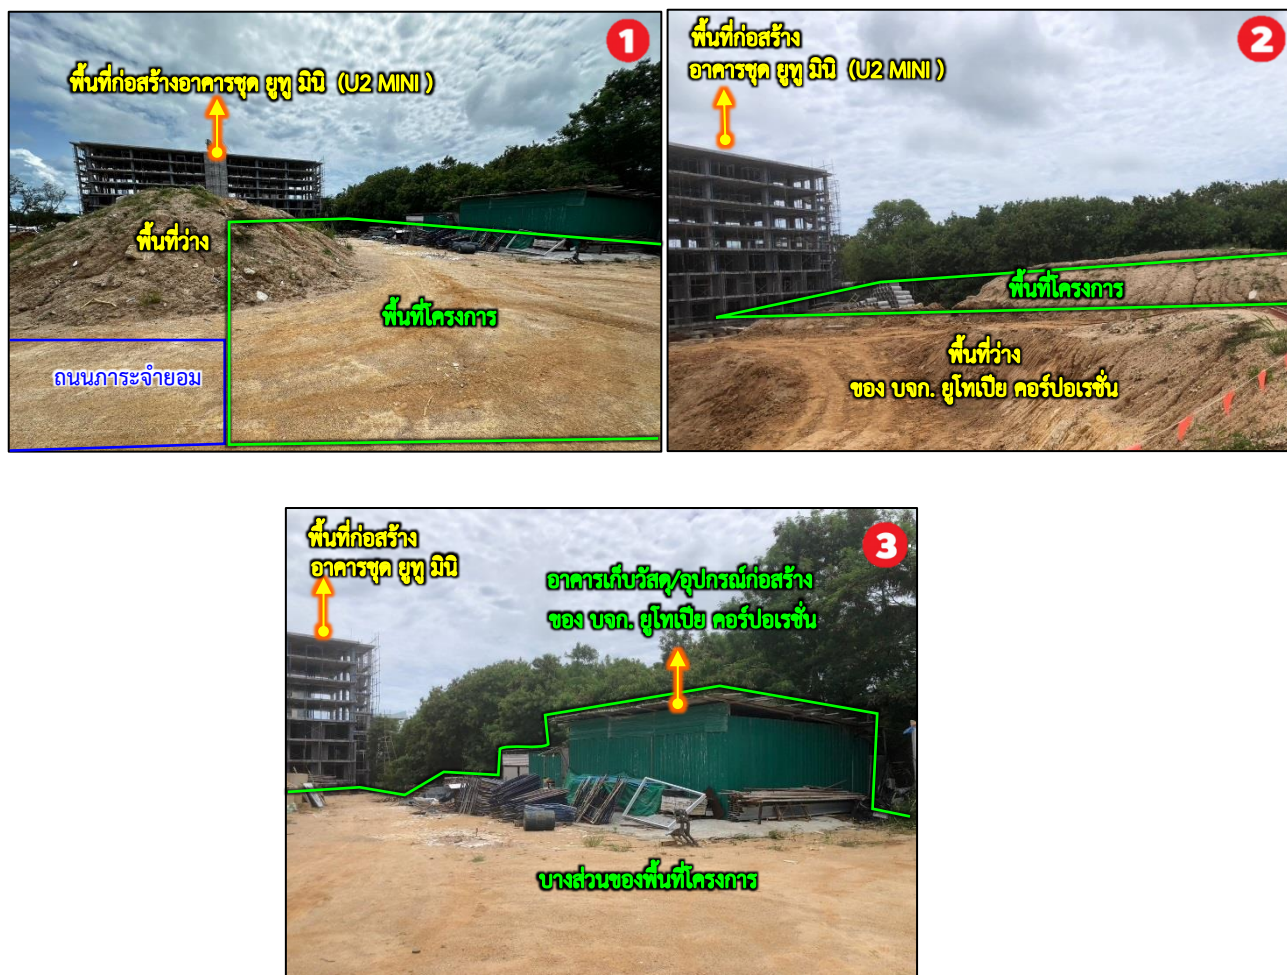 1
พื้นที่ก่อสร้างอาคารชุด ยูทู มินิ (U2 MINI )
พื้นที่ว่าง
พื้นที่โครงการ
ถนนภาระจำยอม
2
พื้นที่ก่อสร้าง
อาคารชุด ยูทู มินิ (U2 MINI )
พื้นที่โครงการ
พื้นที่ว่าง
ของ บจก. ยูโทเปีย คอร์ปอเรชั่น
3
พื้นที่ก่อสร้าง
อาคารชุด ยูทู มินิ
อาคารเก็บวัสดุ/อุปกรณ์ก่อสร้าง
ของ บจก. ยูโทเปีย คอร์ปอเรชั่น
บางส่วนของพื้นที่โครงการ